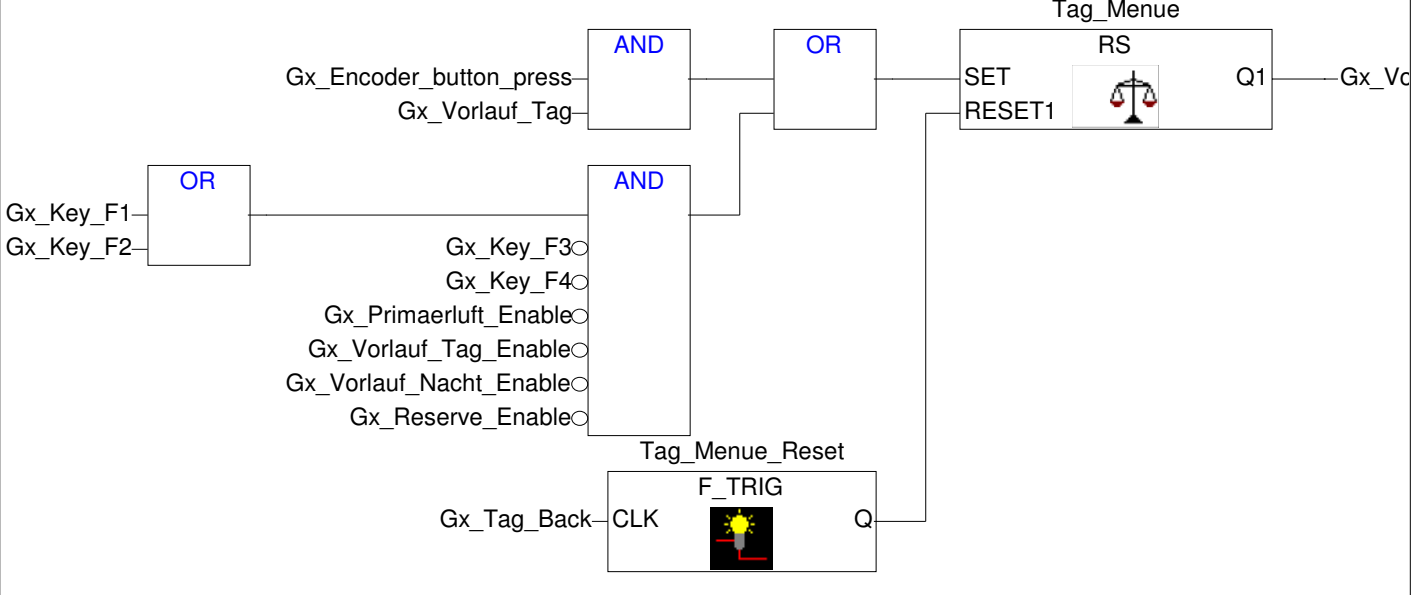 Tag_Menue
AND
OR
RS
Gx_Encoder_button_press
SET
Q1
Gx_Vo
Gx_Vorlauf_Tag
RESET1
OR
AND
Gx_Key_F1
Gx_Key_F2
Gx_Key_F3
Gx_Key_F4
Gx_Primaerluft_Enable
Gx_Vorlauf_Tag_Enable
Gx_Vorlauf_Nacht_Enable
Gx_Reserve_Enable
Tag_Menue_Reset
F_TRIG
Gx_Tag_Back
CLK
Q